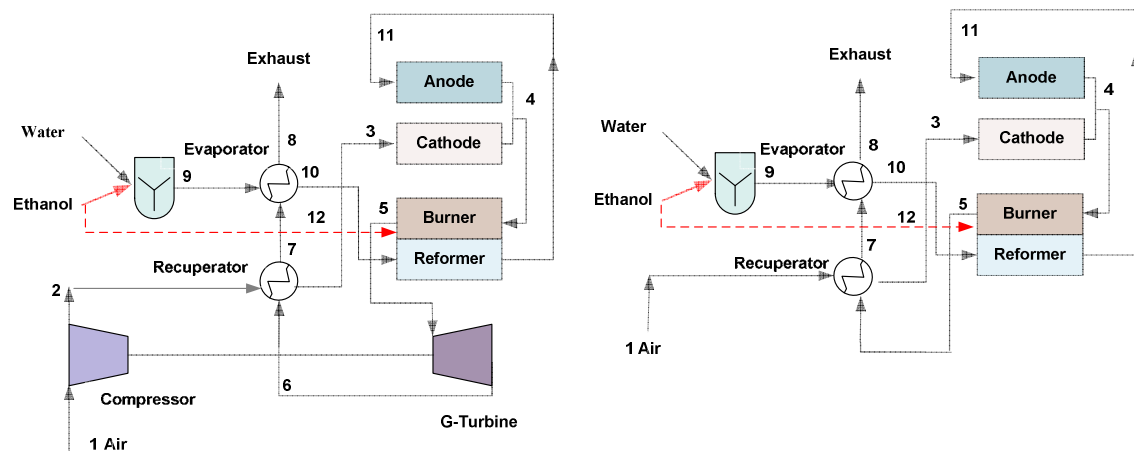 11
Exhaust
Anode
4
Water
3
Cathode
8
Evaporator
9
10
Ethanol
5
Burner
12
7
Reformer
Recuperator
2
6
Compressor
G-Turbine
1 Air
11
Exhaust
Anode
4
Water
3
Cathode
8
Evaporator
9
10
Ethanol
5
Burner
12
7
Reformer
Recuperator
1 Air